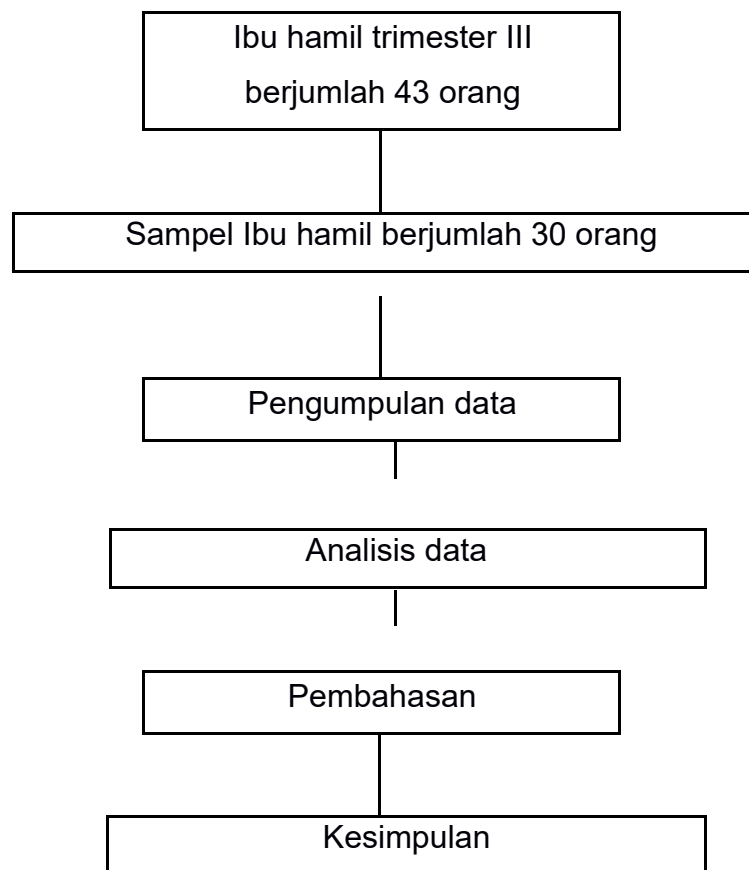 Ibu hamil trimester III
berjumlah 43 orang
Sampel Ibu hamil berjumlah 30 orang
Pengumpulan data
Analisis data
Pembahasan
Kesimpulan